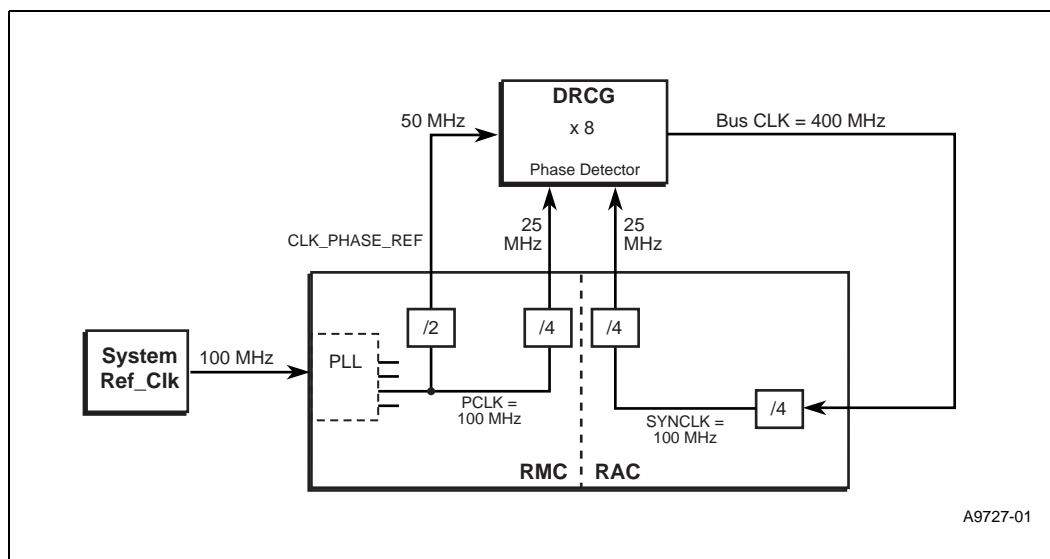 DRCG
x 8
Phase Detector
50 MHz
Bus CLK = 400 MHz
25
MHz
25
MHz
CLK_PHASE_REF
/2
/4
/4
System
Ref_Clk
100 MHz
PLL
PCLK =
100 MHz
SYNCLK =
100 MHz
/4
RMC
RAC
A9727-01